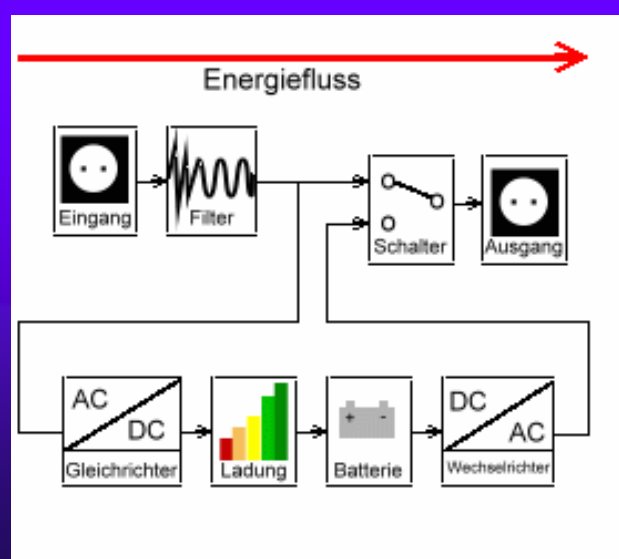 Energiefluss
Eingang
Filter
Schalter
Ausgang
AC
DC
Gleichrichter
Ladung
+ -
Batterie
DC
AC
Wechselrichter